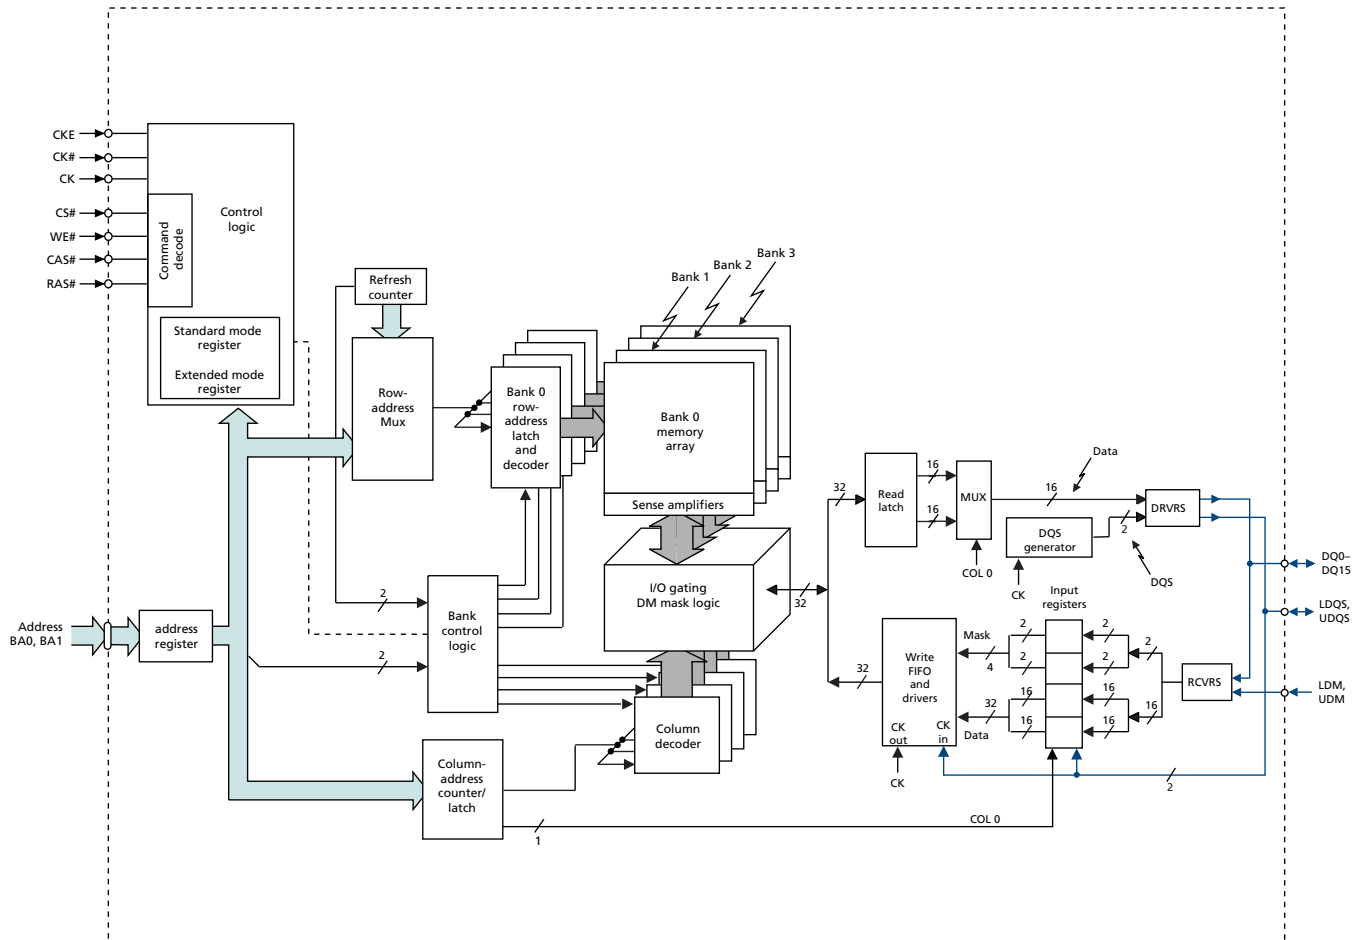 CKE
CK#
CK
CS#
WE#
CAS#
RAS#
Command
decode
Control
logic
Standard mode
register
Extended mode
register
Refresh
counter
Row-
address
Mux
Bank 0
row-
address
latch
and
decoder
Bank 1
Bank 2
Bank 3
Bank 0
memory
array
Sense amplifiers
I/O gating
DM mask logic
32
32
Read
latch
16
16
MUX
COL 0
16
Data
DQS
generator
CK
2
DQS
DRVRS
DQ0–
DQ15
LDQS,
UDQS
LDM,
UDM
Address
BA0, BA1
address
register
2
2
Bank
control
logic
Column
decoder
Column-
address
counter/
latch
1
COL 0
32
Write
FIFO
and
drivers
CK
out
CK
in
CK
Mask
4
32
Data
Input
registers
2
2
16
16
2
2
16
16
2
16
RCVRS
2